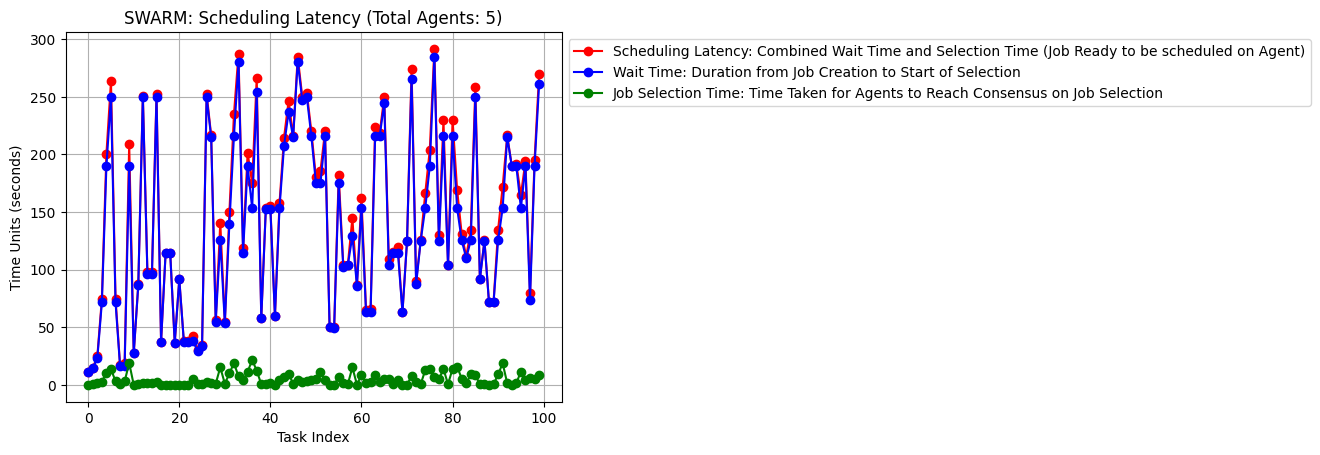 SWARM: Scheduling Latency (Total Agents: 5)
Scheduling Latency: Combined Wait Time and Selection Time (Job Ready to be scheduled on Agent)
Wait Time: Duration from Job Creation to Start of Selection
Job Selection Time: Time Taken for Agents to Reach Consensus on Job Selection
Time Units (seconds)
300
250
200
150
100
50
0
0 20 40 60 80 100
Task Index